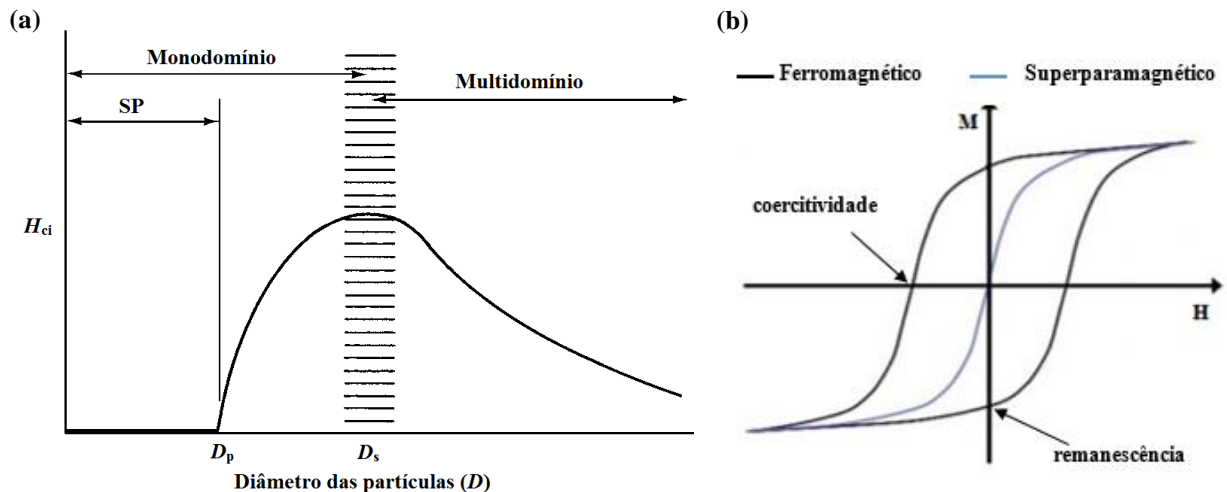 (a)
Monodomínio
Multidomínio
SP
Hci
Dp
Ds
Diâmetro das partículas (D)
(b)
Ferromagnético
Superparamagnético
M
coercitividade
H
remanescência